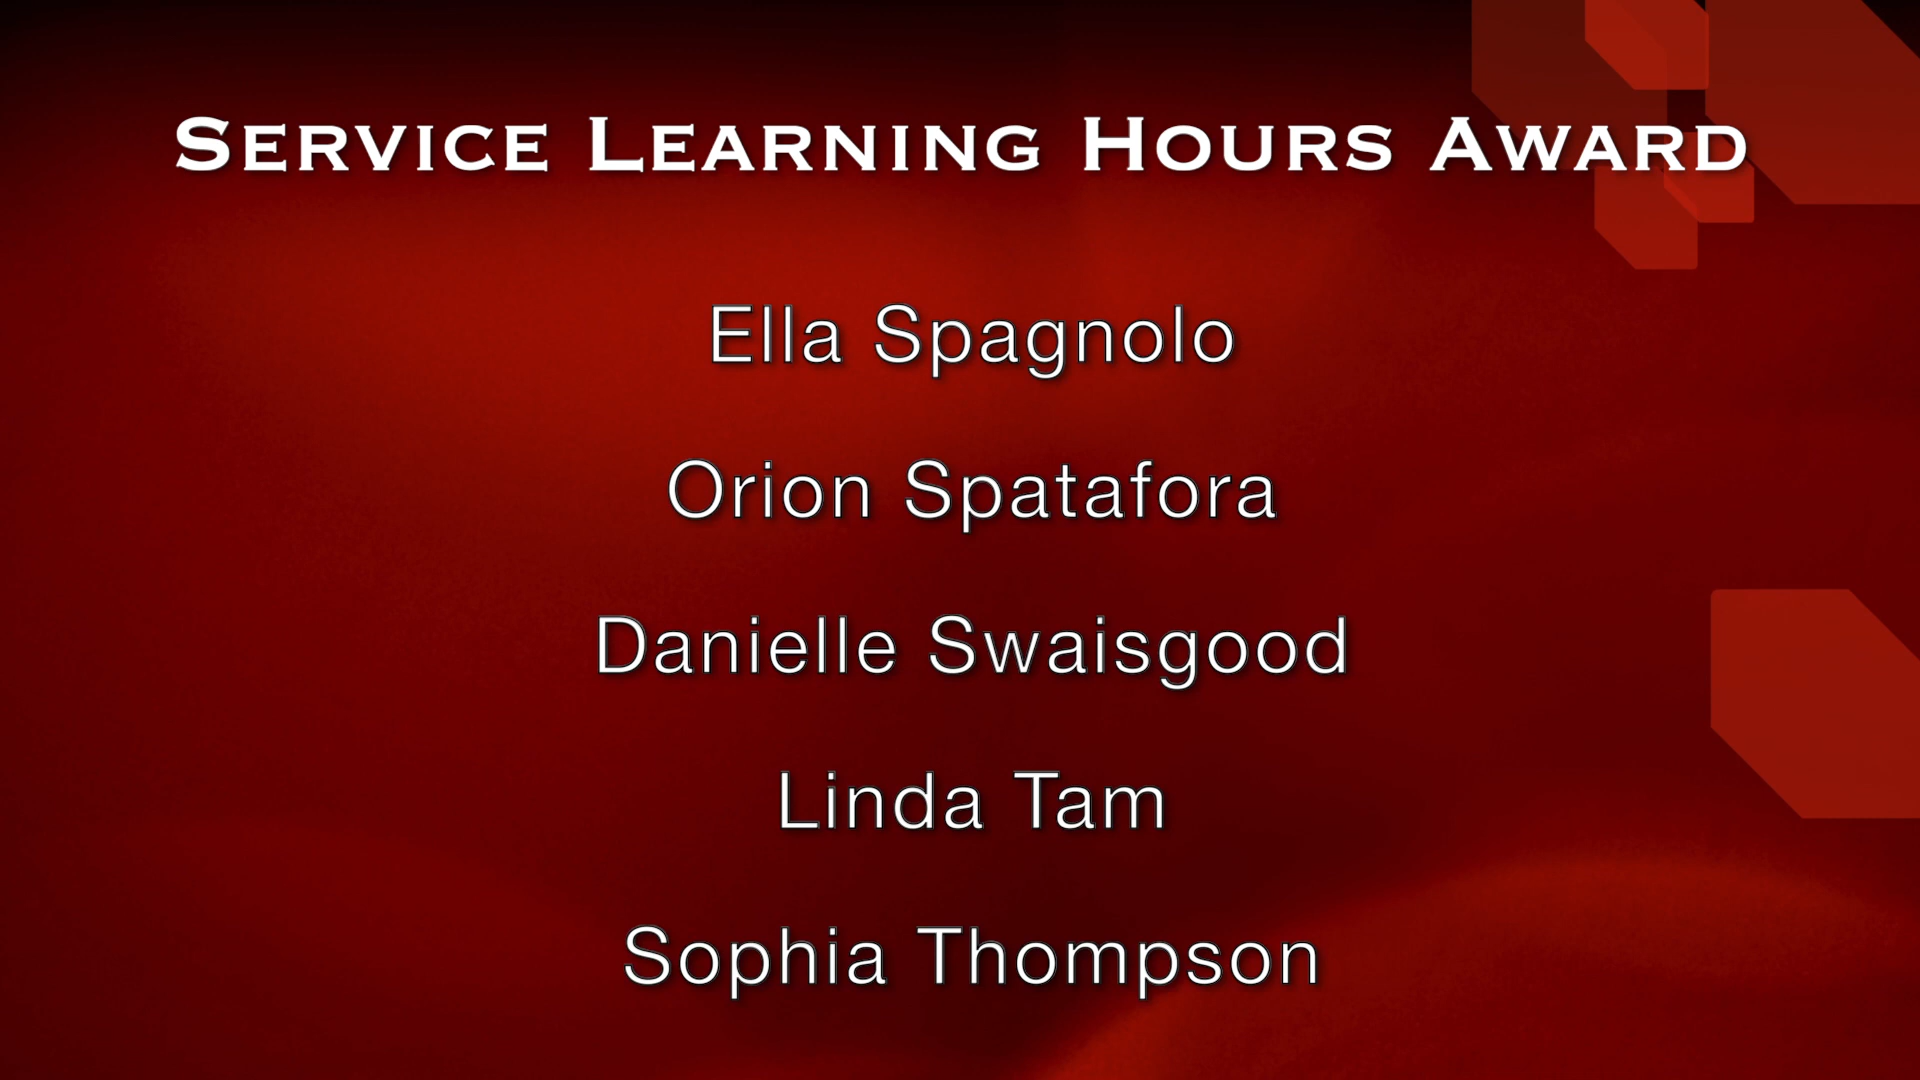 Service Learning Hours Award
Ella Spagnolo
Orion Spatafora
Danielle Swaisgood
Linda Tam
Sophia Thompson